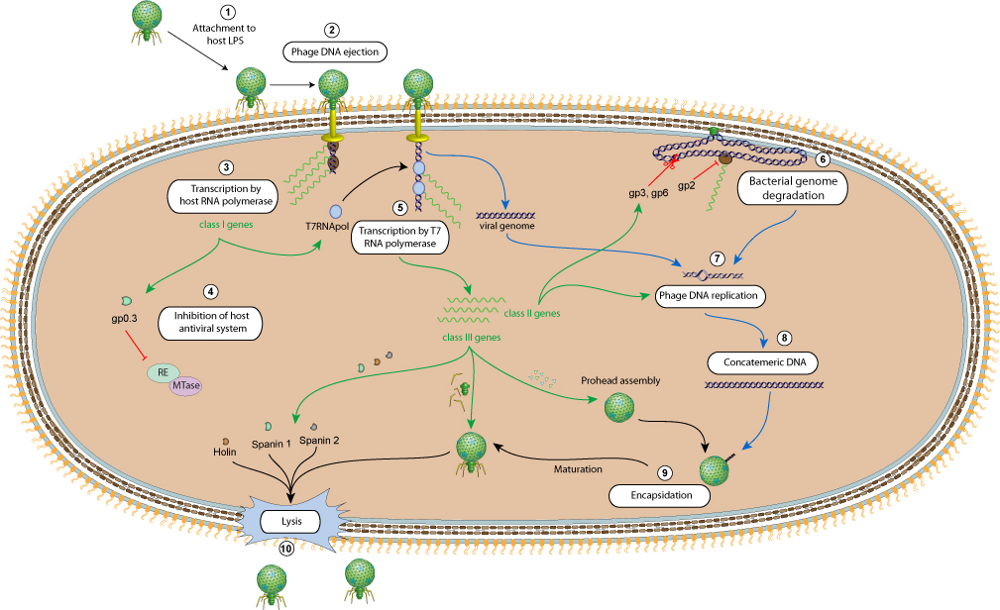 1
Attachment to
host LPS
2
Phage DNA ejection
3
Transcription by
host RNA polymerase
class I genes
T7RNApol
5
Transcription by T7
RNA polymerase
viral genome
gp3, gp6
gp2
6
Bacterial genome
degradation
7
Phage DNA replication
4
Inhibition of host
antiviral system
gp0.3
RE
MTase
class II genes
class III genes
8
Concatemeric DNA
Prohead assembly
Holin
Spanin 1
Spanin 2
Maturation
9
Encapsidation
Lysis
10